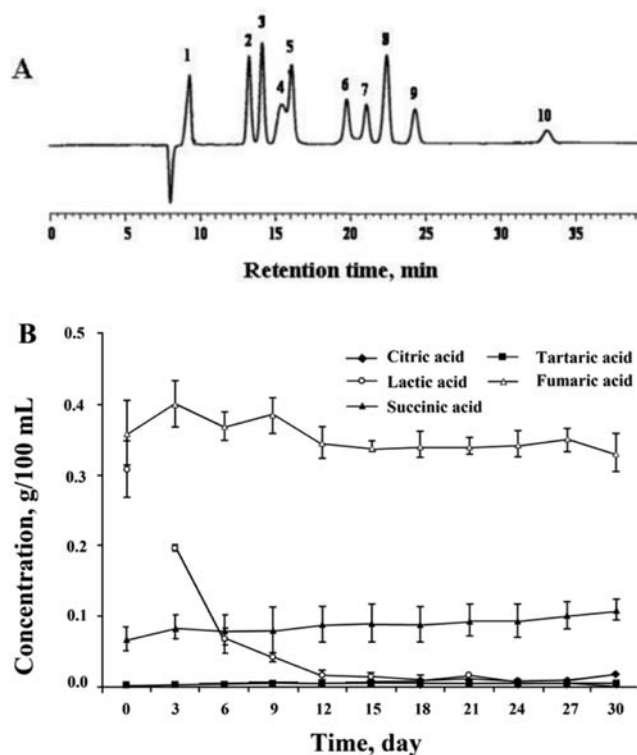 A
1
2
3
4
5
6
7
8
9
10
0 5 10 15 20 25 30 35
Retention time, min
B
0.5
0.4
0.3
0.2
0.1
0.0
Concentration, g/100 mL
Citric acid
Tartaric acid
Lactic acid
Fumaric acid
Succinic acid
0 3 6 9 12 15 18 21 24 27 30
Time, day